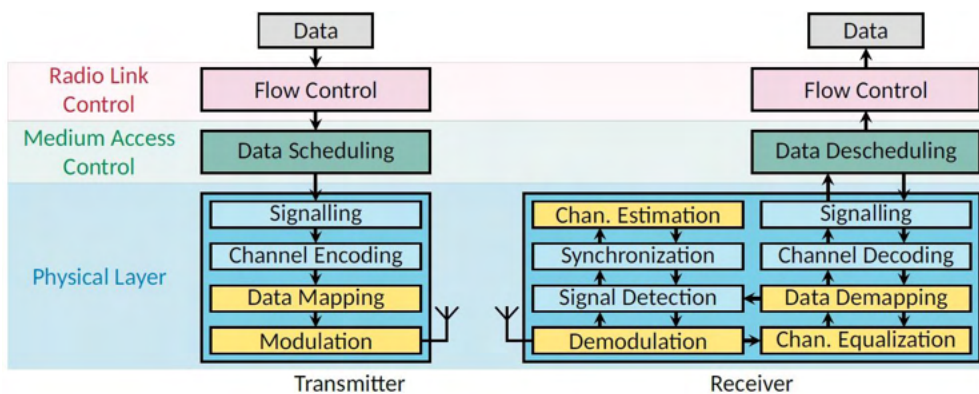 Data
Data
Radio Link
Control
Flow Control
Flow Control
Medium Access
Control
Data Scheduling
Data Descheduling
Physical Layer
Signalling
Channel Encoding
Data Mapping
Modulation
Chan. Estimation
Synchronization
Signal Detection
Demodulation
Signalling
Channel Decoding
Data Demapping
Chan. Equalization
Transmitter
Receiver